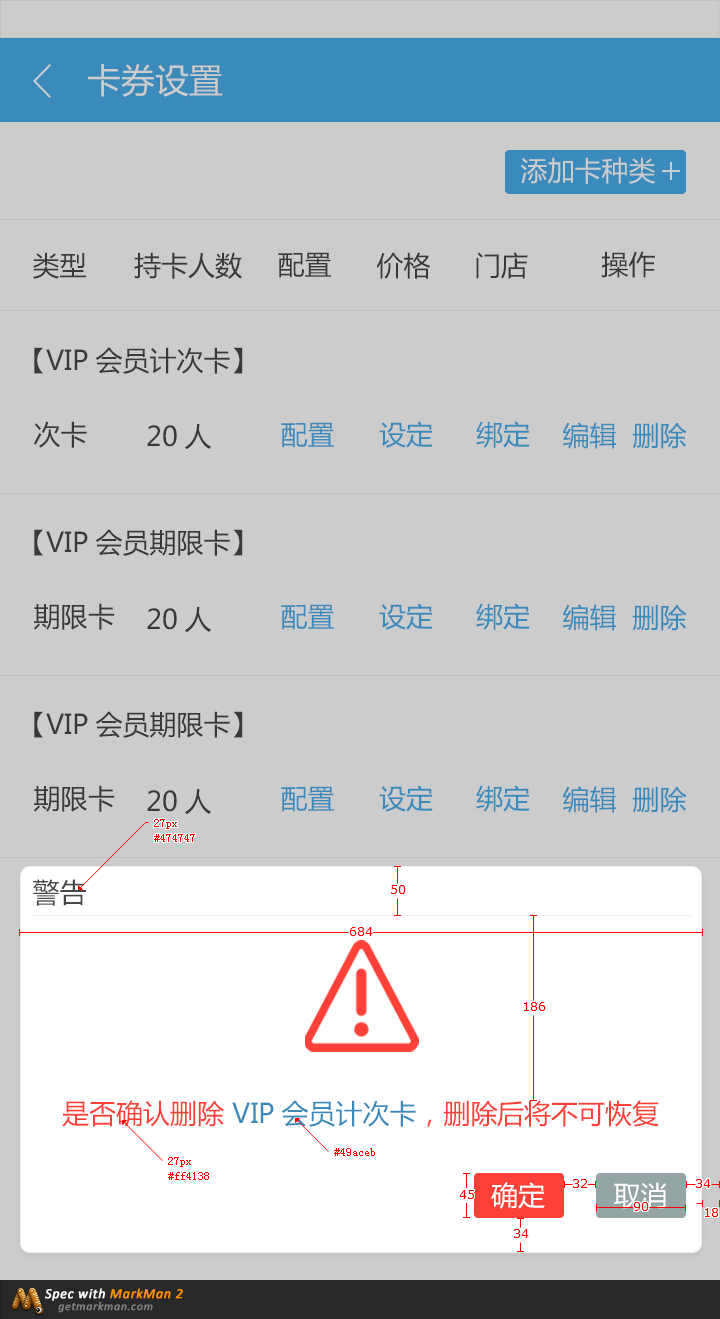 卡券设置
添加卡种类+
类型 持卡人数 配置 价格 门店 操作
【VIP 会员计次卡】
次卡 20 人 配置 设定 绑定 编辑 删除
【VIP 会员期限卡】
期限卡 20 人 配置 设定 绑定 编辑 删除
【VIP 会员期限卡】
期限卡 20 人 配置 设定 绑定 编辑 删除
27px
#474747
警告
50
684
186
是否确认删除 VIP 会员计次卡，删除后将不可恢复
27px
#ff4138
#49aceb
45 确定 32 取消 34
90
18
34
Spec with MarkMan 2
getmarkman.com